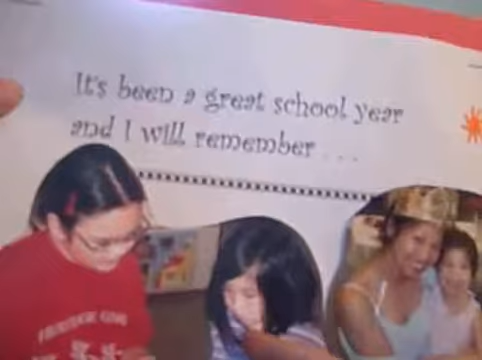 It's been a great school year
and I will remember ...